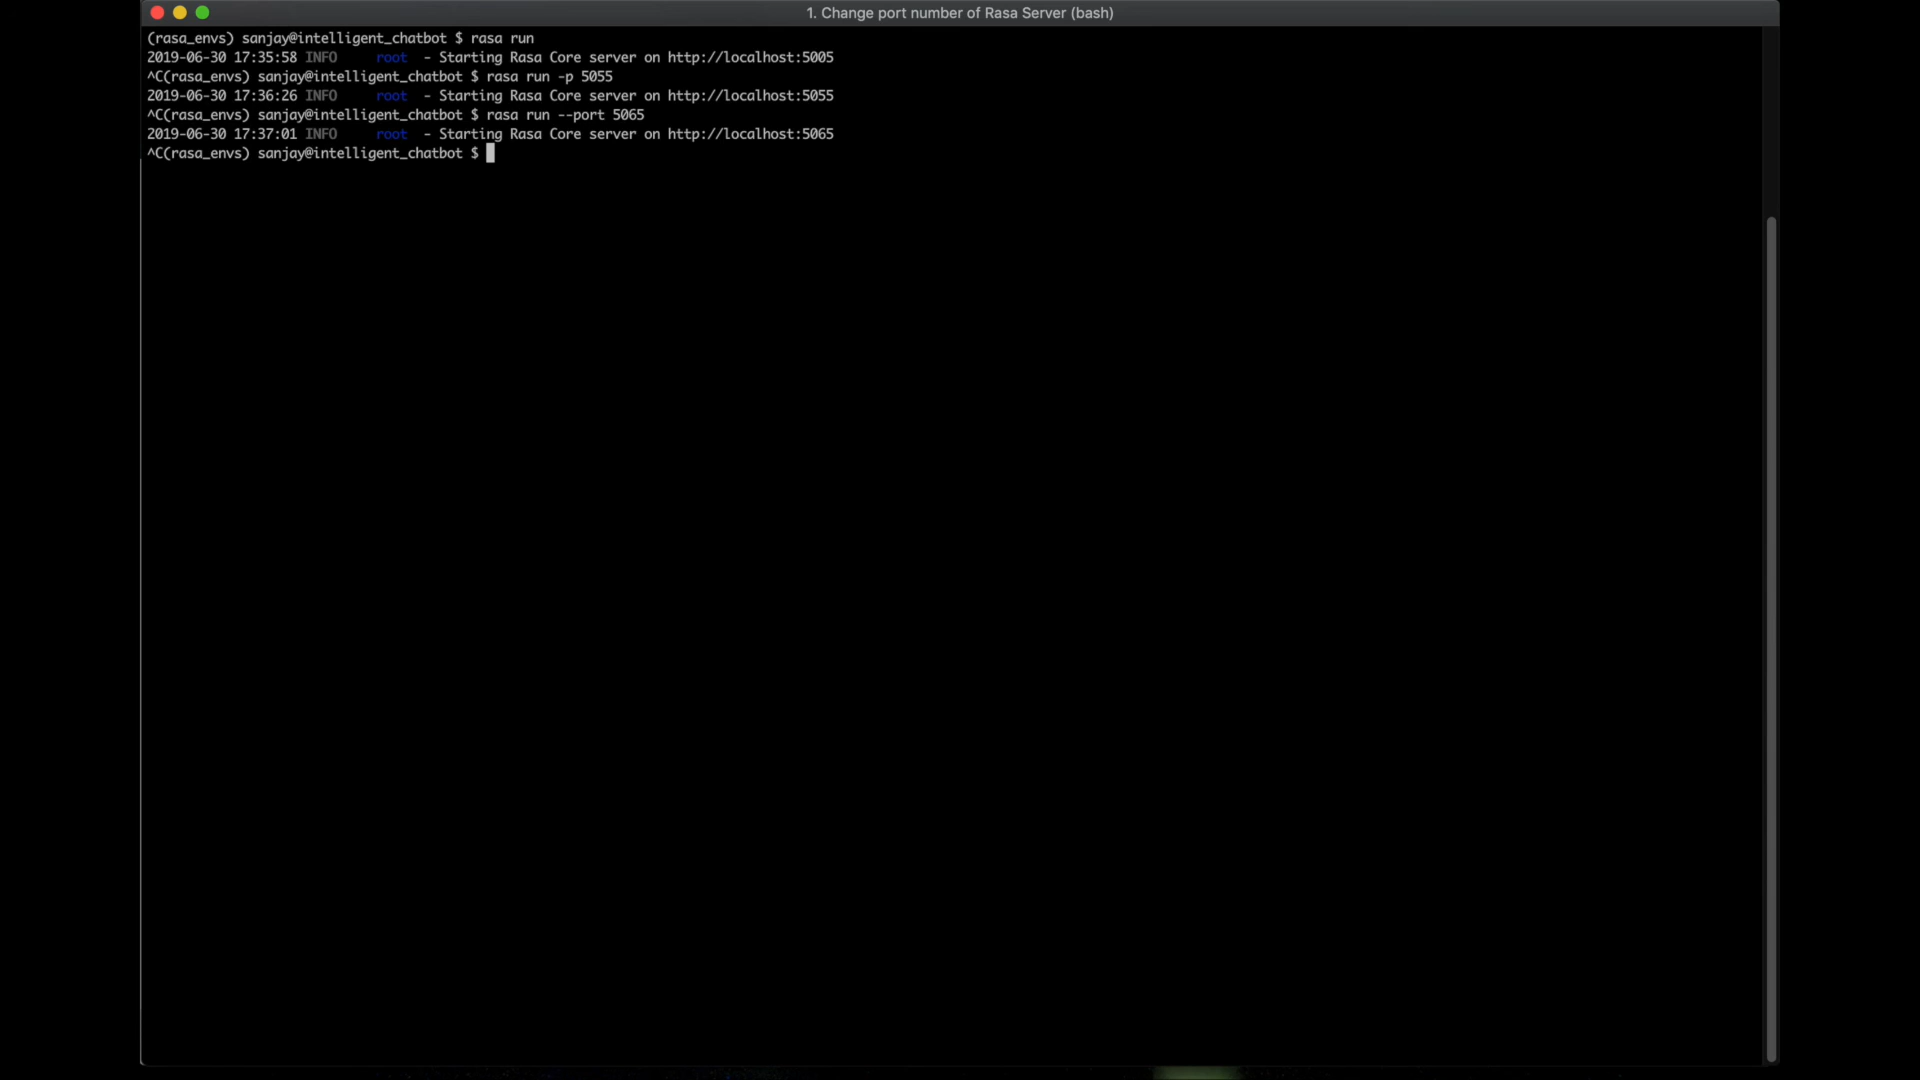 1. Change port number of Rasa Server (bash)
(rasa_envs) sanjay@intelligent_chatbot $ rasa run
2019-06-30 17:35:58 INFO     root  - Starting Rasa Core server on http://localhost:5005
^C(rasa_envs) sanjay@intelligent_chatbot $ rasa run -p 5055
2019-06-30 17:36:26 INFO     root  - Starting Rasa Core server on http://localhost:5055
^C(rasa_envs) sanjay@intelligent_chatbot $ rasa run --port 5065
2019-06-30 17:37:01 INFO     root  - Starting Rasa Core server on http://localhost:5065
^C(rasa_envs) sanjay@intelligent_chatbot $